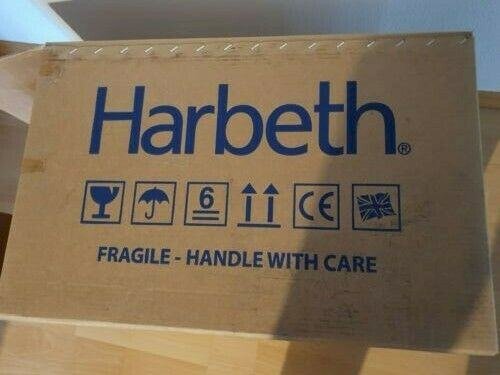 Harbeth®
6 CE
FRAGILE - HANDLE WITH CARE